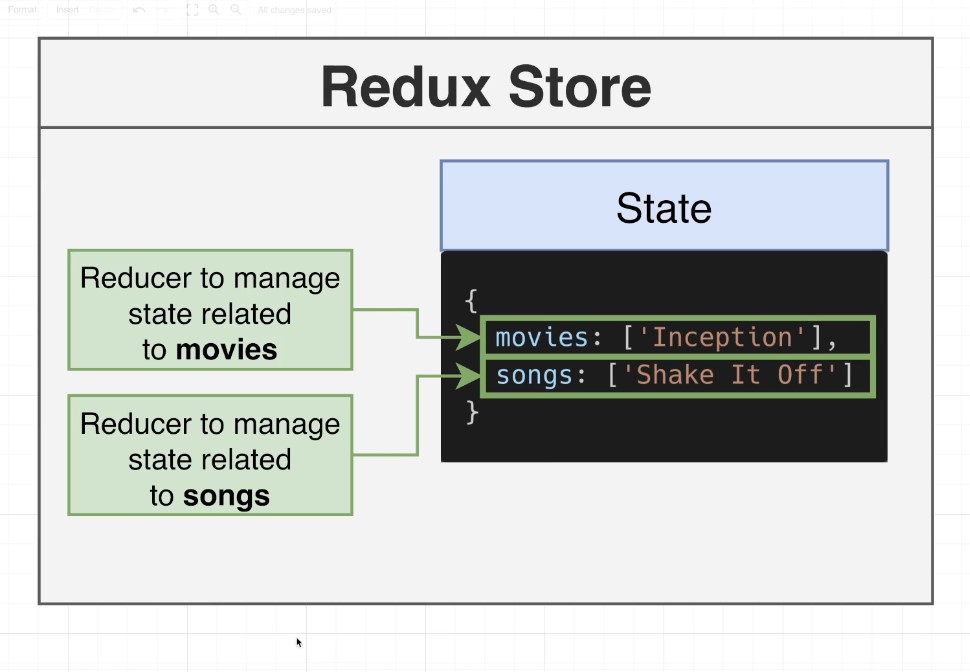 Format Insert All changes saved
Redux Store
State
Reducer to manage
state related
to movies
{
movies: ['Inception'],
songs: ['Shake It Off']
}
Reducer to manage
state related
to songs